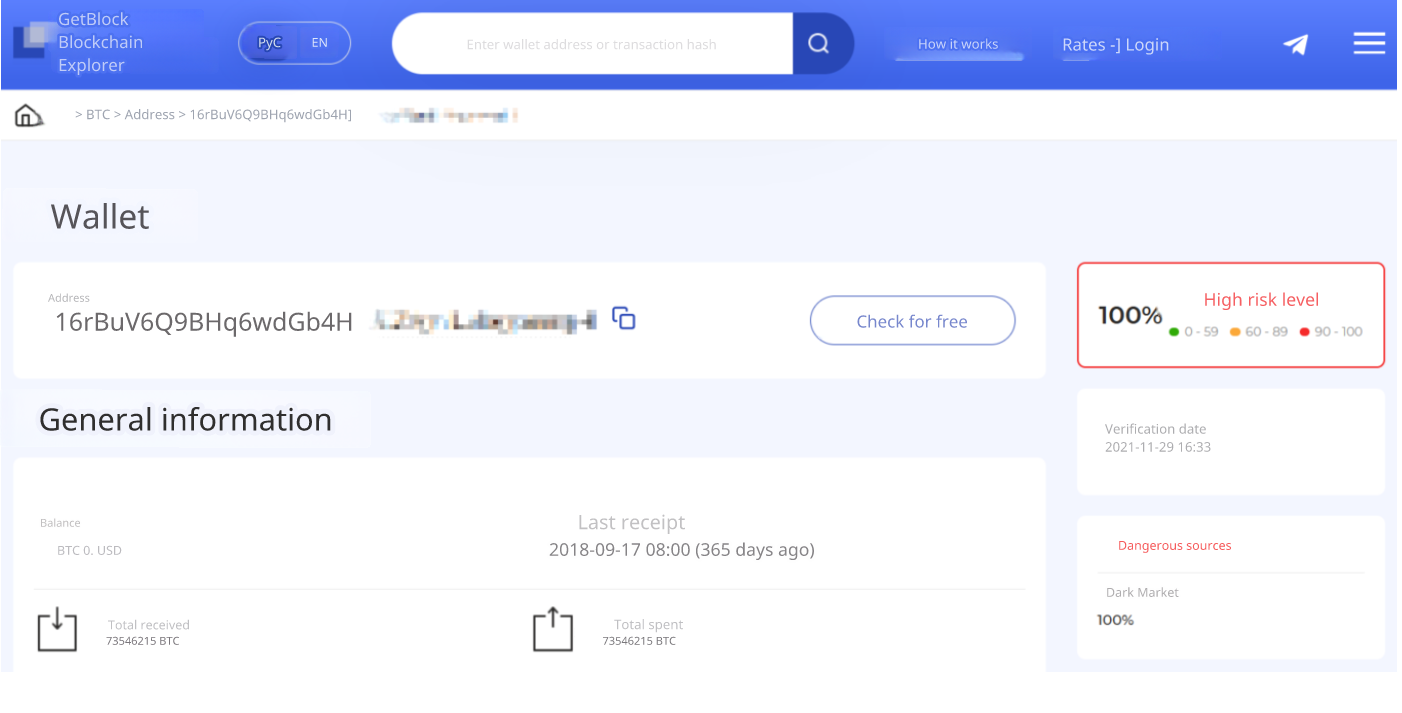 GetBlock
Blockchain
Explorer
РуС EN
Enter wallet address or transaction hash
How it works
Rates -] Login
> BTC > Address > 16rBuV6Q9BHq6wdGb4H]
Wallet
Address
16rBuV6Q9BHq6wdGb4H
Check for free
100%
High risk level
0 - 59 60 - 89 90 - 100
General information
Verification date
2021-11-29 16:33
Balance
BTC 0. USD
Last receipt
2018-09-17 08:00 (365 days ago)
Dangerous sources
Dark Market
100%
Total received
73546215 BTC
Total spent
73546215 BTC